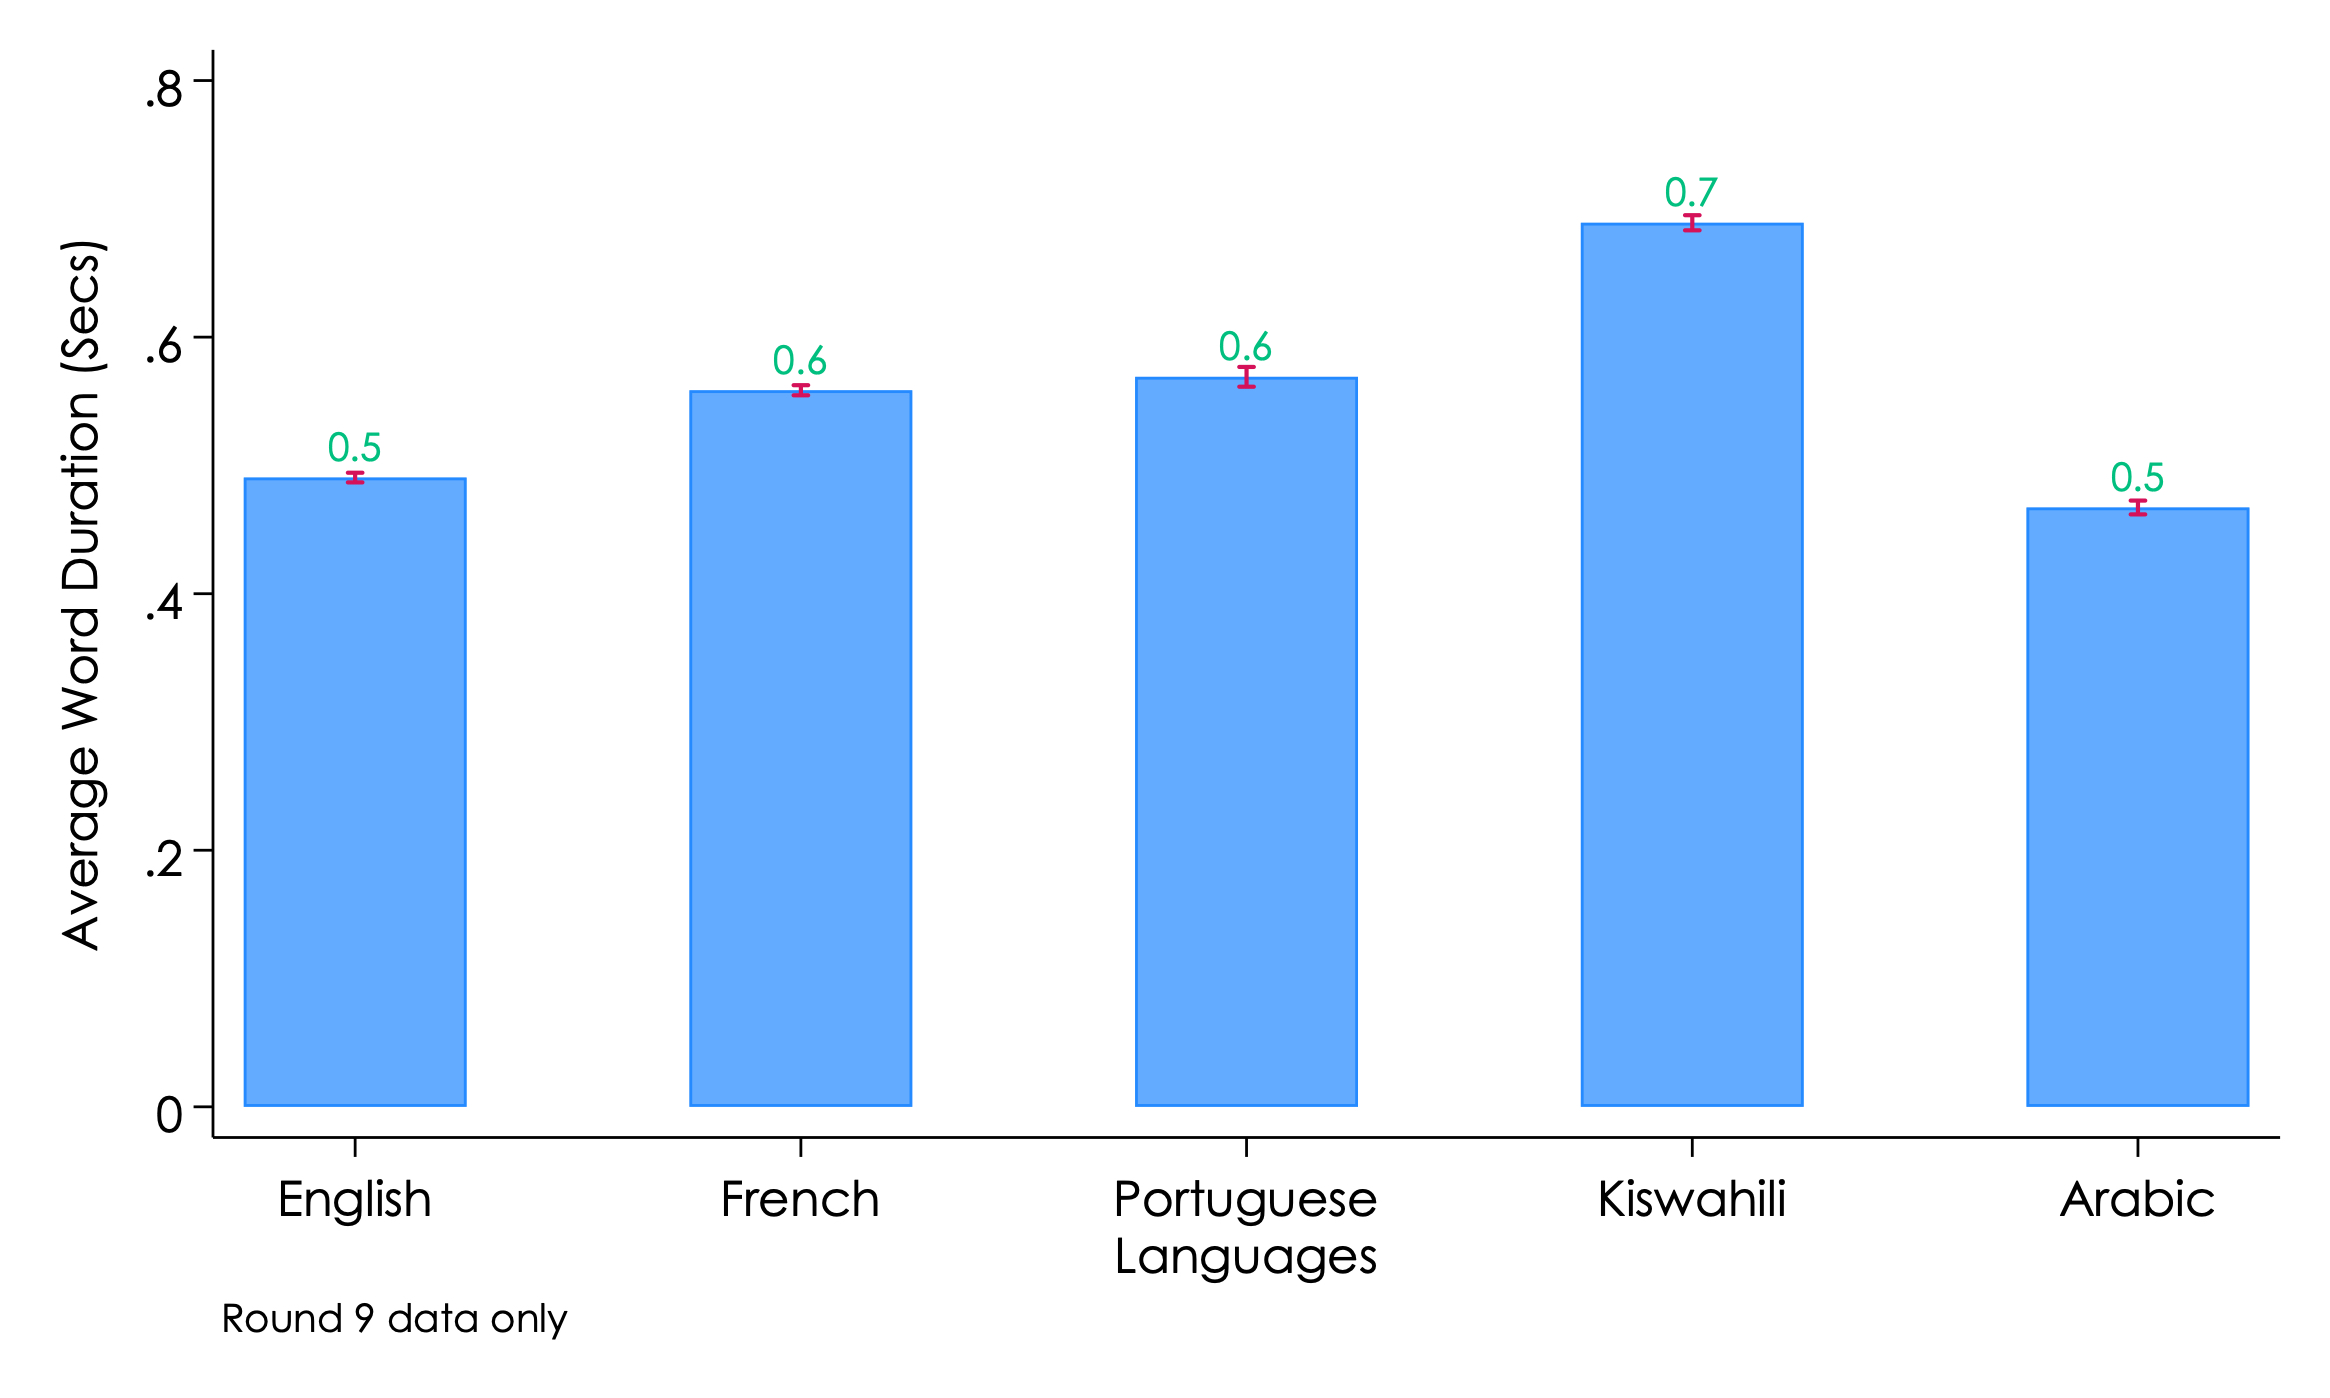 Average Word Duration (Secs)
.8
.6
.4
.2
0
0.5
0.6
0.6
0.7
0.5
English
French
Portuguese
Kiswahili
Arabic
Languages
Round 9 data only